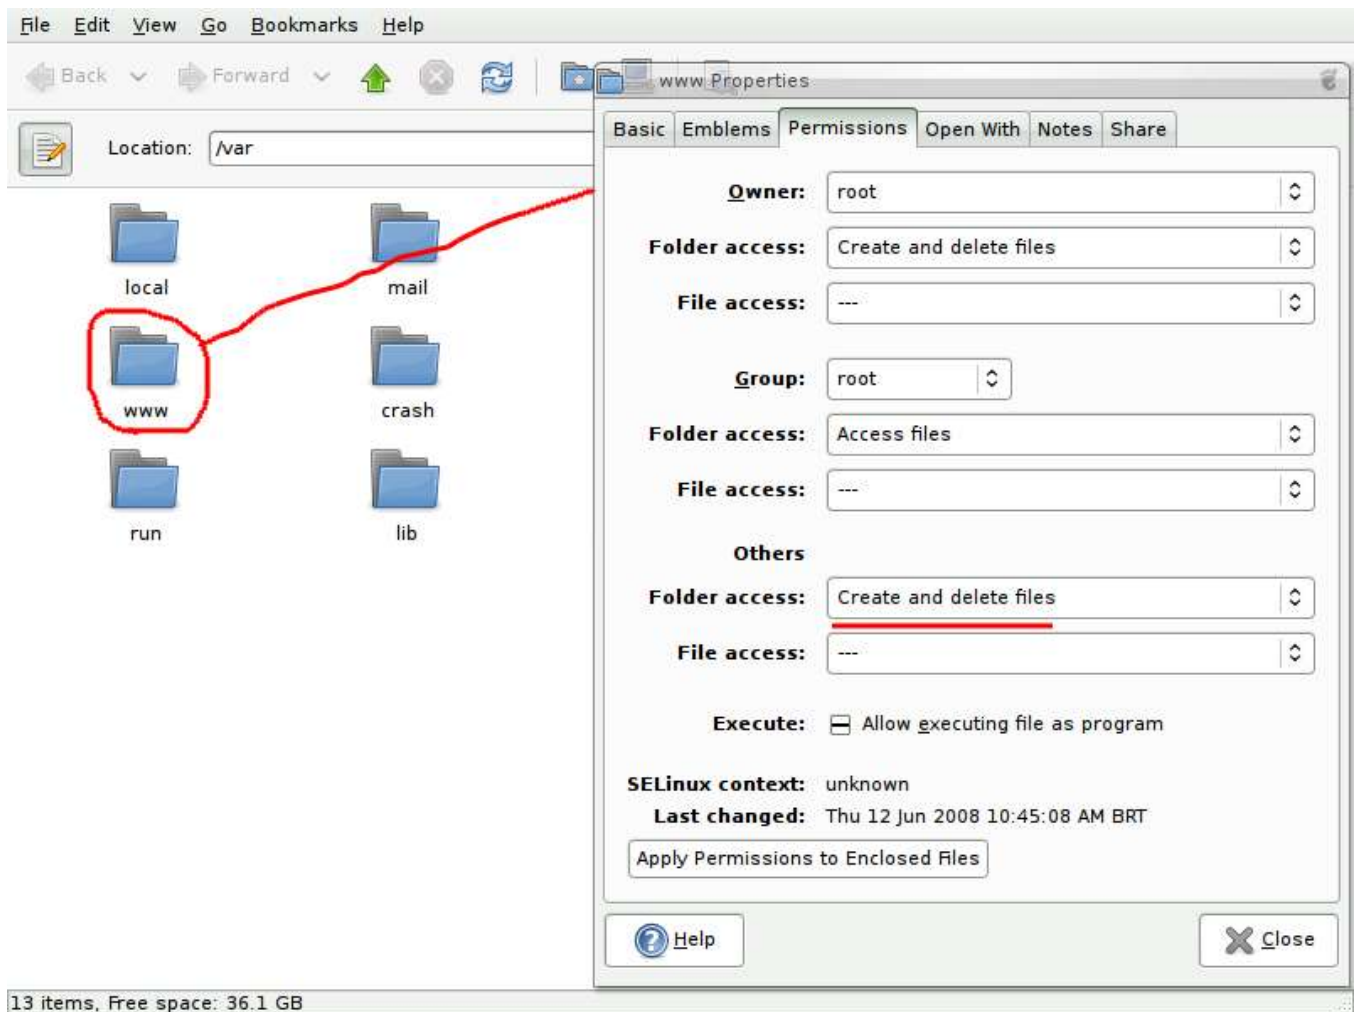 File Edit View Go Bookmarks Help
Back Forward
Location: /var
local mail
www crash
run lib
13 items, Free space: 36.1 GB
www Properties
Basic Emblems Permissions Open With Notes Share
Owner: root
Folder access: Create and delete files
File access: ---
Group: root
Folder access: Access files
File access: ---
Others
Folder access: Create and delete files
File access: ---
Execute: Allow executing file as program
SELinux context: unknown
Last changed: Thu 12 Jun 2008 10:45:08 AM BRT
Apply Permissions to Enclosed Files
Help Close